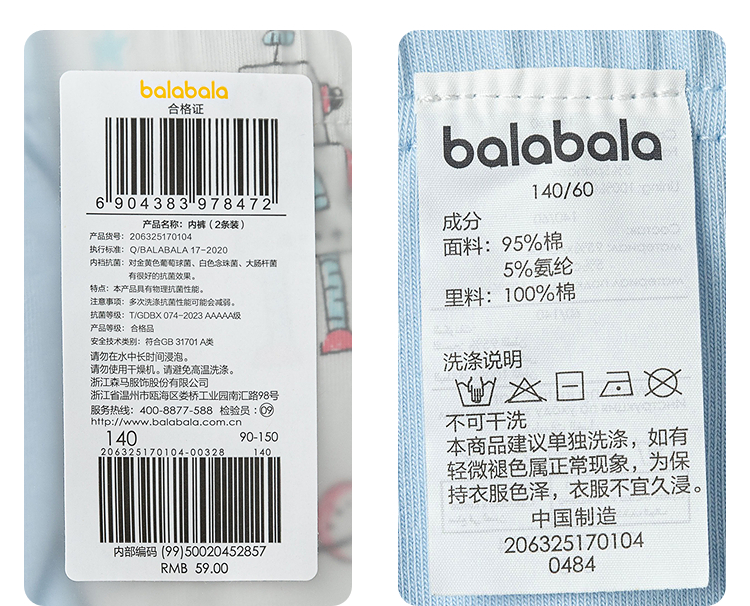 balabala
合格证
6 904383 978472
产品名称：内裤（2条装）
产品货号：206325170104
执行标准：Q/BALABALA 17-2020
内裆抗菌：对金黄色葡萄球菌、白色念珠菌、大肠杆菌
有很好的抗菌效果。
特点：本产品具有物理抗菌性能。
注意事项：多次洗涤抗菌性能可能会减弱。
抗菌等级：T/GDBX 074-2023 AAAAA级
产品等级：合格品
安全技术类别：符合GB 31701 A类
请勿在水中长时间浸泡。
请勿使用干燥机。请避免高温洗涤。
浙江森马服饰股份有限公司
浙江省温州市瓯海区娄桥工业园南汇路98号
服务热线：400-8877-588 检验员：09
http://www.balabala.com.cn
140 90-150
206325170104-00328 140
内部编码 (99)50020452857
RMB 59.00
balabala
140/60
成分
面料：95%棉
5%氨纶
里料：100%棉
洗涤说明
不可干洗
本商品建议单独洗涤，如有
轻微褪色属正常现象，为保
持衣服色泽，衣服不宜久浸。
中国制造
206325170104
0484